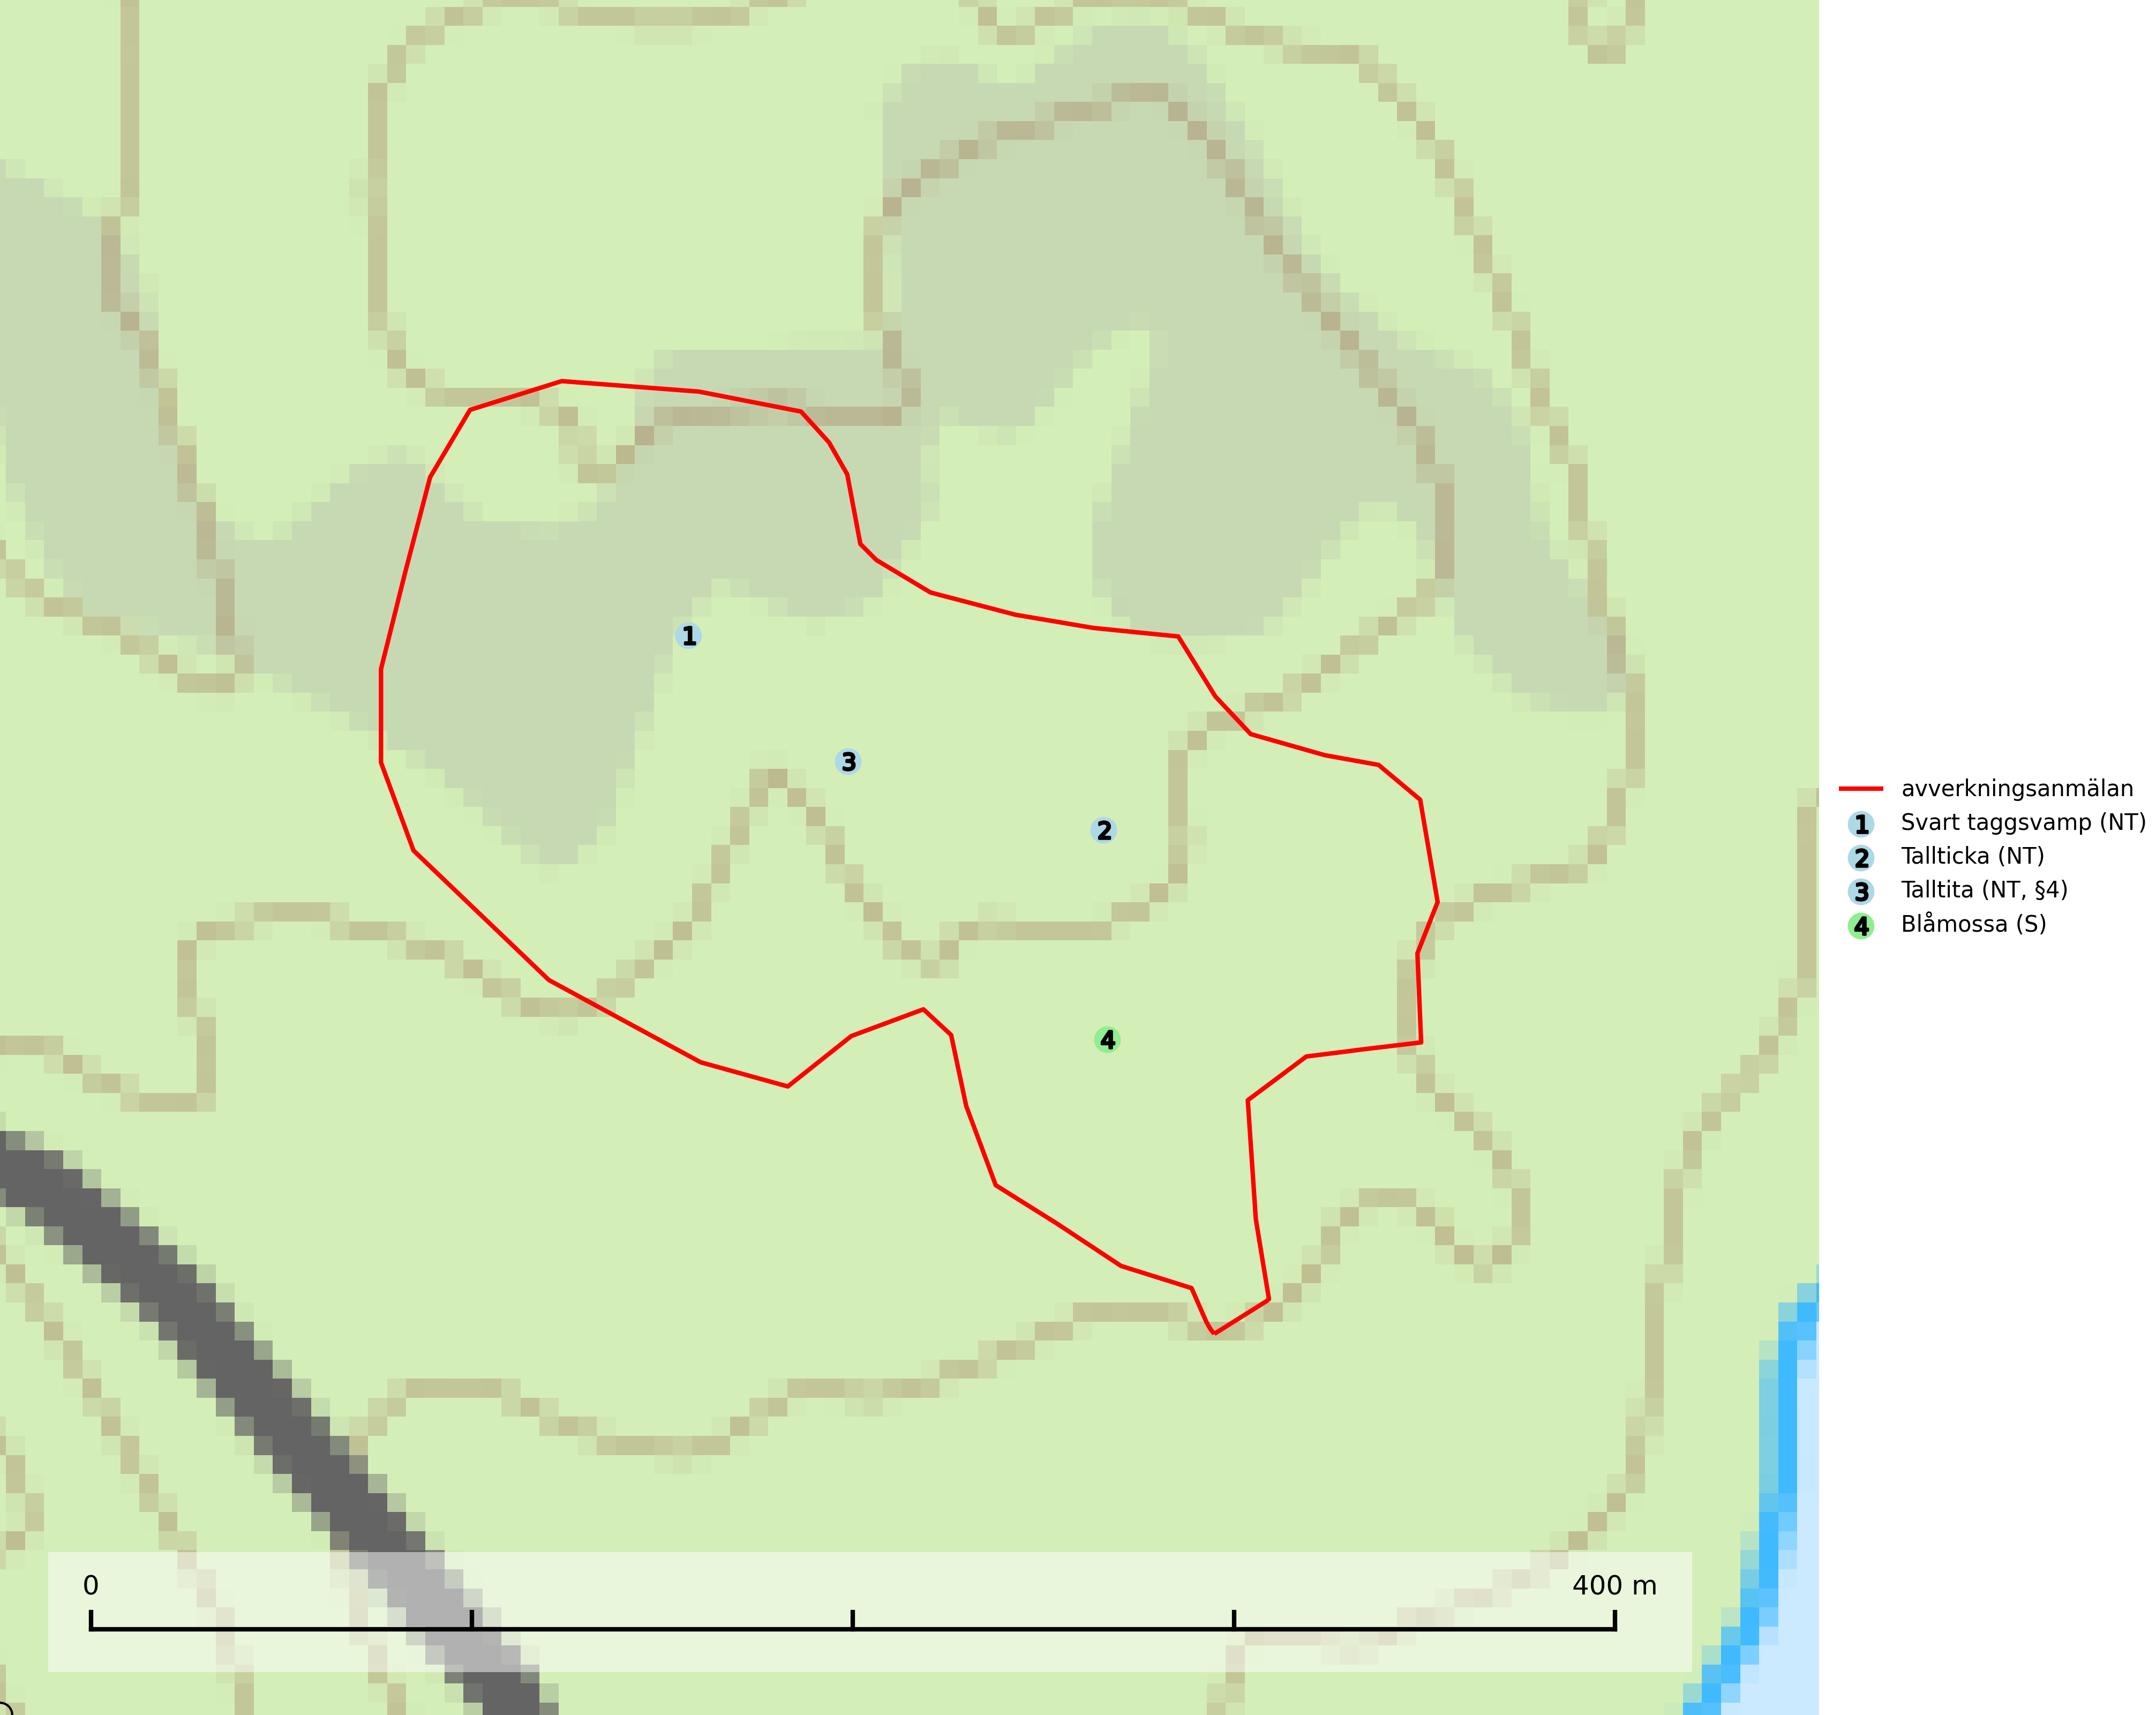 1
3
2
4
avverkningsanmälan
1 Svart taggsvamp (NT)
2 Tallticka (NT)
3 Talltita (NT, §4)
4 Blåmossa (S)
0 400 m